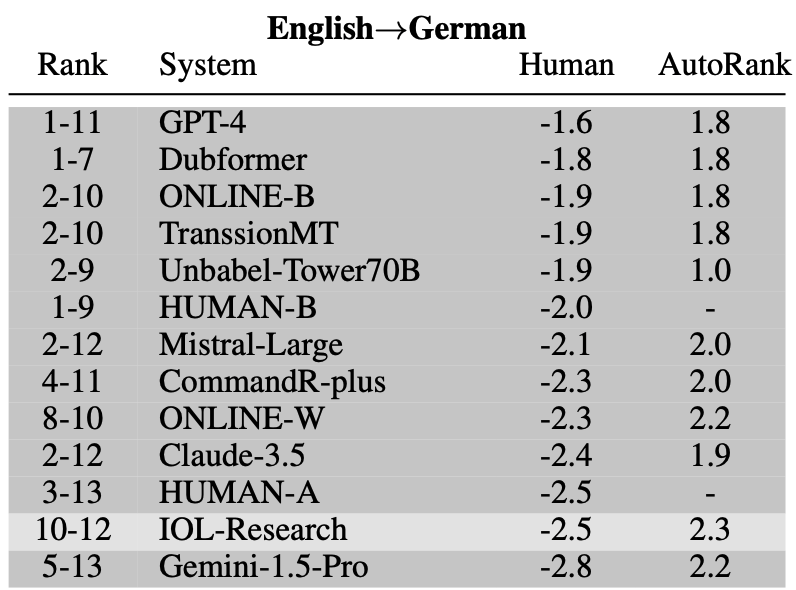 English→German
Rank System Human AutoRank
1-11 GPT-4 -1.6 1.8
1-7 Dubformer -1.8 1.8
2-10 ONLINE-B -1.9 1.8
2-10 TranssionMT -1.9 1.8
2-9 Unbabel-Tower70B -1.9 1.0
1-9 HUMAN-B -2.0 -
2-12 Mistral-Large -2.1 2.0
4-11 CommandR-plus -2.3 2.0
8-10 ONLINE-W -2.3 2.2
2-12 Claude-3.5 -2.4 1.9
3-13 HUMAN-A -2.5 -
10-12 IOL-Research -2.5 2.3
5-13 Gemini-1.5-Pro -2.8 2.2